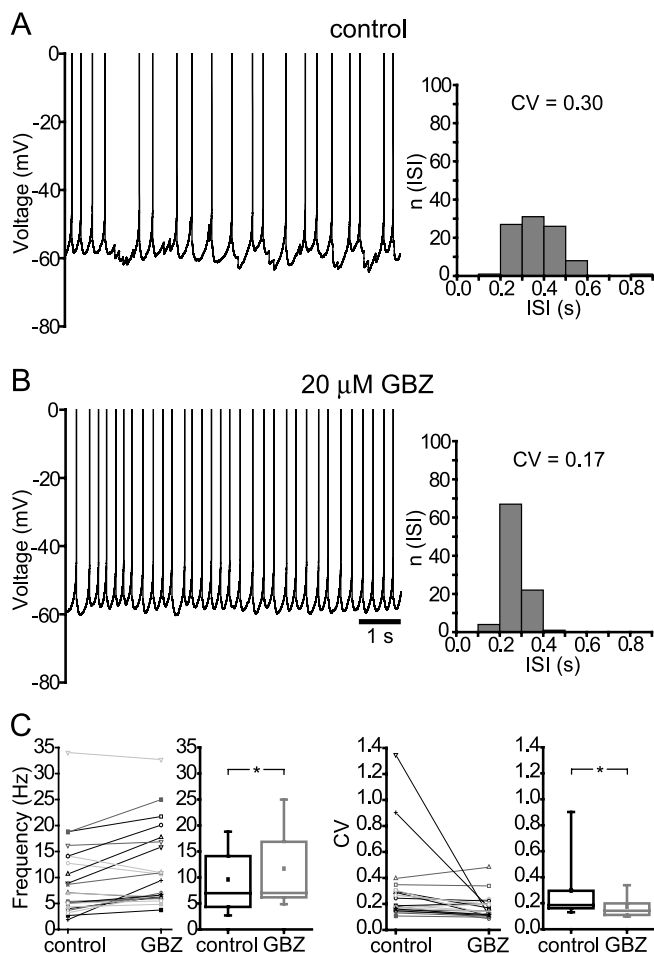 A
control
0
-20
-40
-60
-80
Voltage (mV)
100
80
60
40
20
0
n (ISI)
CV = 0.30
0.0 0.2 0.4 0.6 0.8
ISI (s)
B
20 μM GBZ
0
-20
-40
-60
-80
Voltage (mV)
1 s
100
80
60
40
20
0
n (ISI)
CV = 0.17
0.0 0.2 0.4 0.6 0.8
ISI (s)
C
35
30
25
20
15
10
5
0
Frequency (Hz)
control GBZ
35
30
25
20
15
10
5
0
*
control GBZ
1.4
1.2
1.0
0.8
0.6
0.4
0.2
0.0
CV
control GBZ
1.4
1.2
1.0
0.8
0.6
0.4
0.2
0.0
*
control GBZ